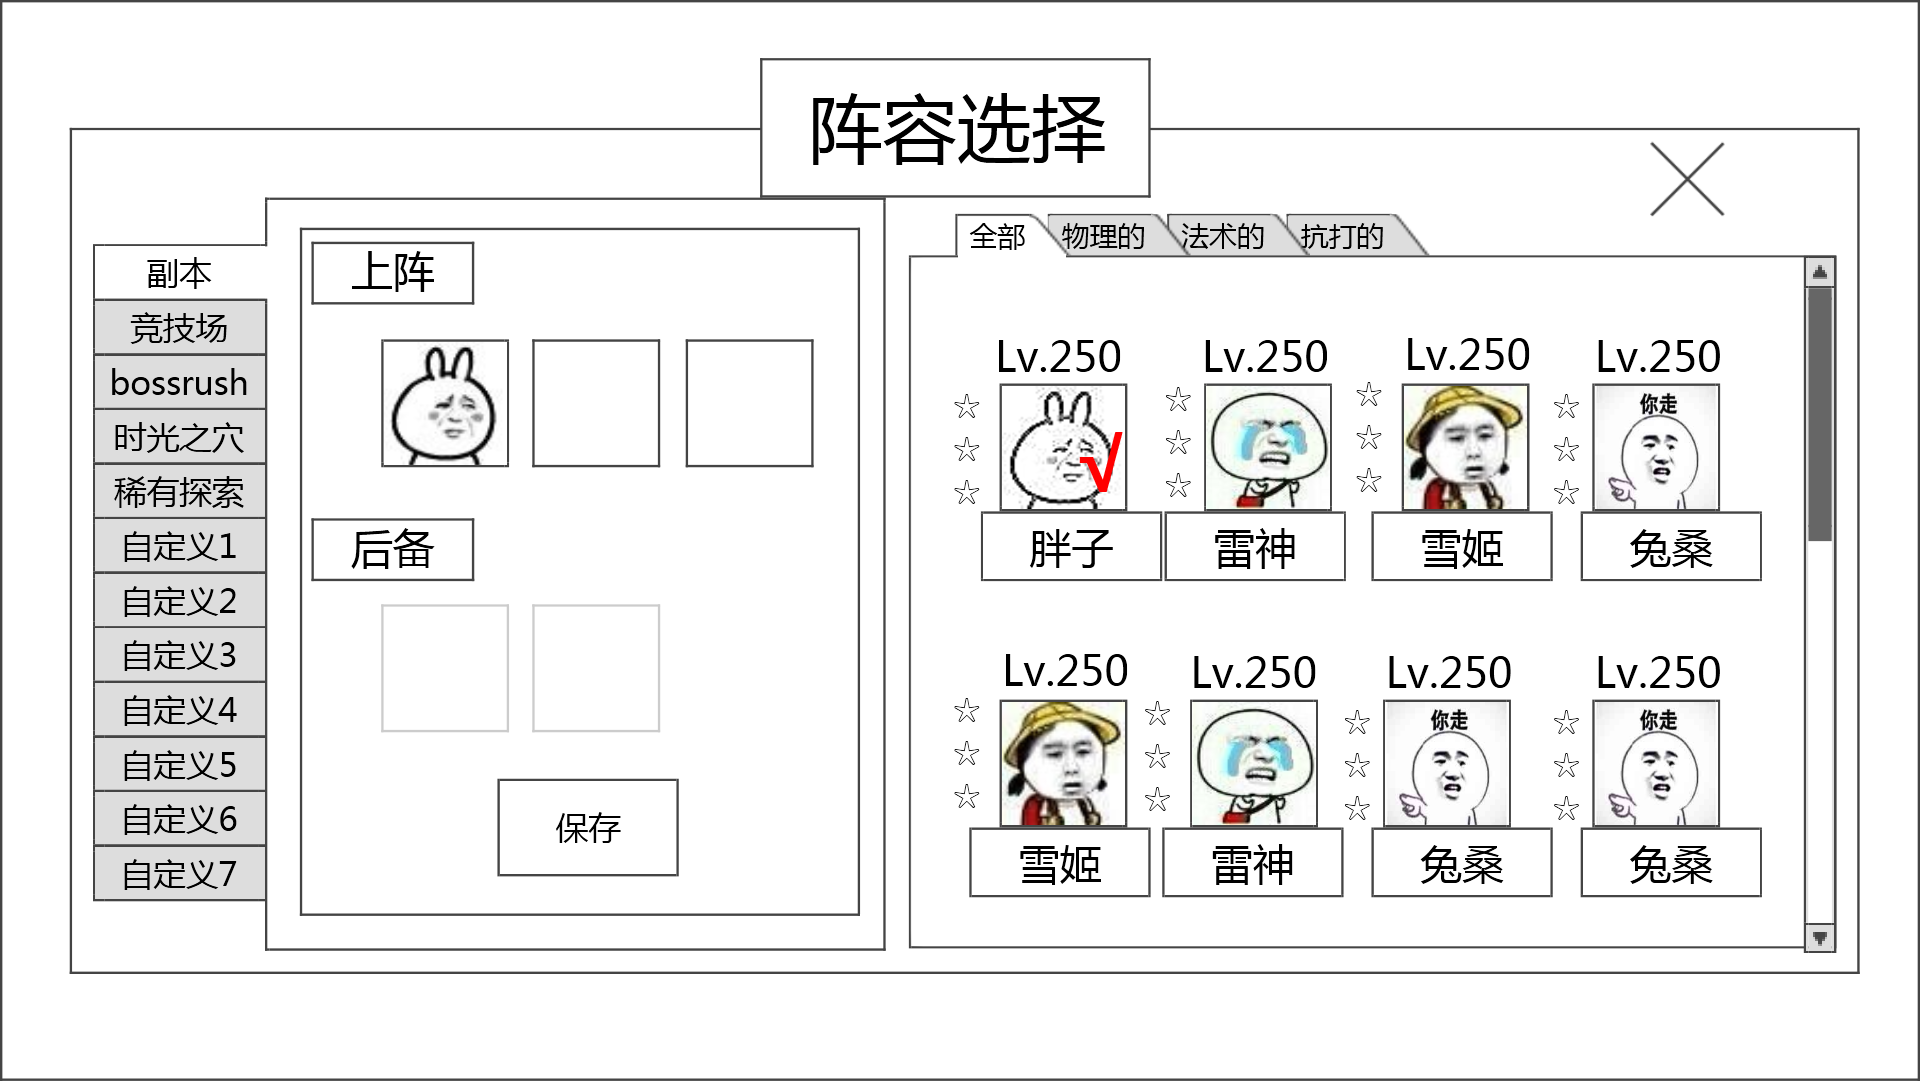 阵容选择
副本
竞技场
bossrush
时光之穴
稀有探索
自定义1
自定义2
自定义3
自定义4
自定义5
自定义6
自定义7
上阵
后备
保存
全部 物理的 法术的 抗打的
Lv.250 Lv.250 Lv.250 Lv.250
你走
胖子 雷神 雪姬 兔桑
Lv.250 Lv.250 Lv.250 Lv.250
你走 你走
雪姬 雷神 兔桑 兔桑